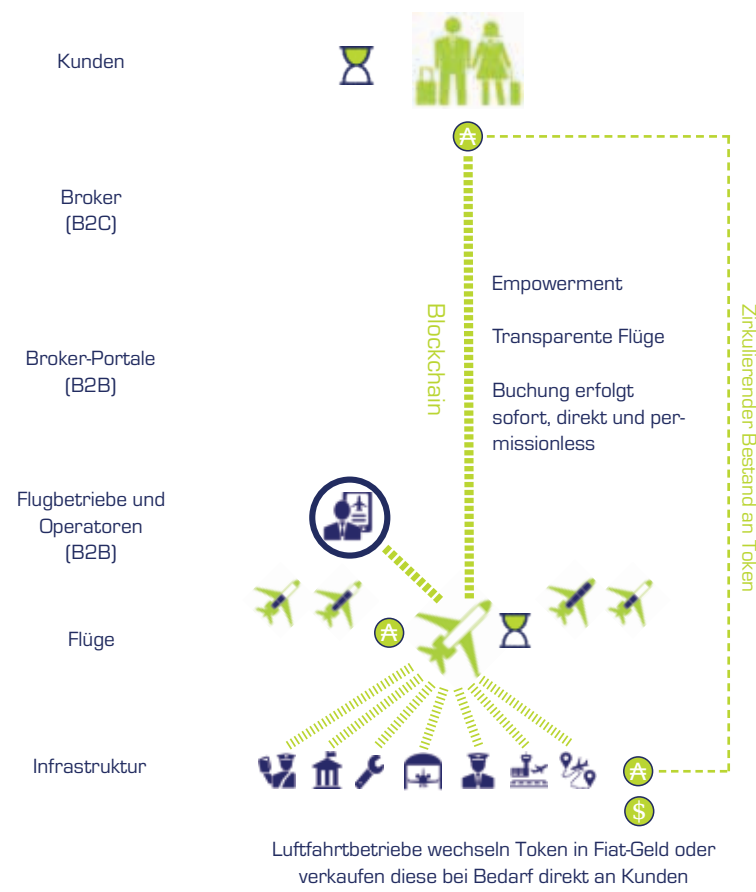 Kunden
Broker
(B2C)
Empowerment
Blockchain
Zirkulierender Bestand an Token
Transparente Flüge
Broker-Portale
(B2B)
Buchung erfolgt
sofort, direkt und per-
missionless
Flugbetriebe und
Operatoren
(B2B)
Flüge
Infrastruktur
$
Luftfahrtbetriebe wechseln Token in Fiat-Geld oder
verkaufen diese bei Bedarf direkt an Kunden